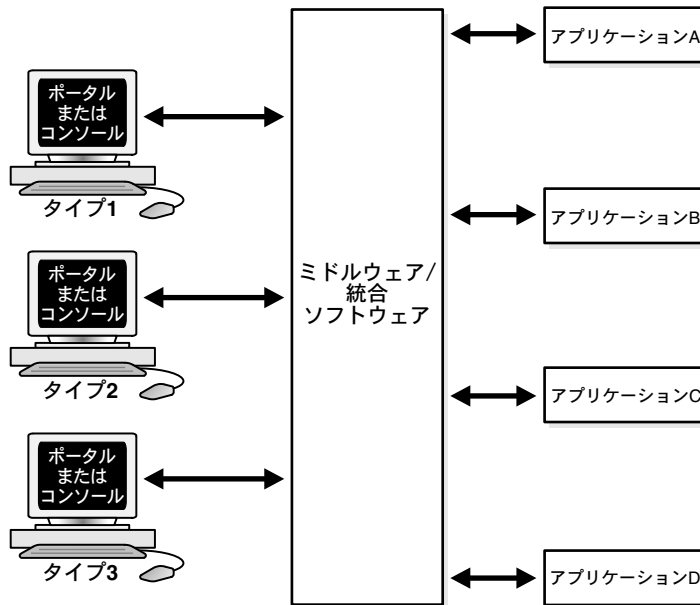 ポータル
または
コンソール
タイプ1
ポータル
または
コンソール
タイプ2
ポータル
または
コンソール
タイプ3
ミドルウェア/
統合
ソフトウェア
アプリケーションA
アプリケーションB
アプリケーションC
アプリケーションD